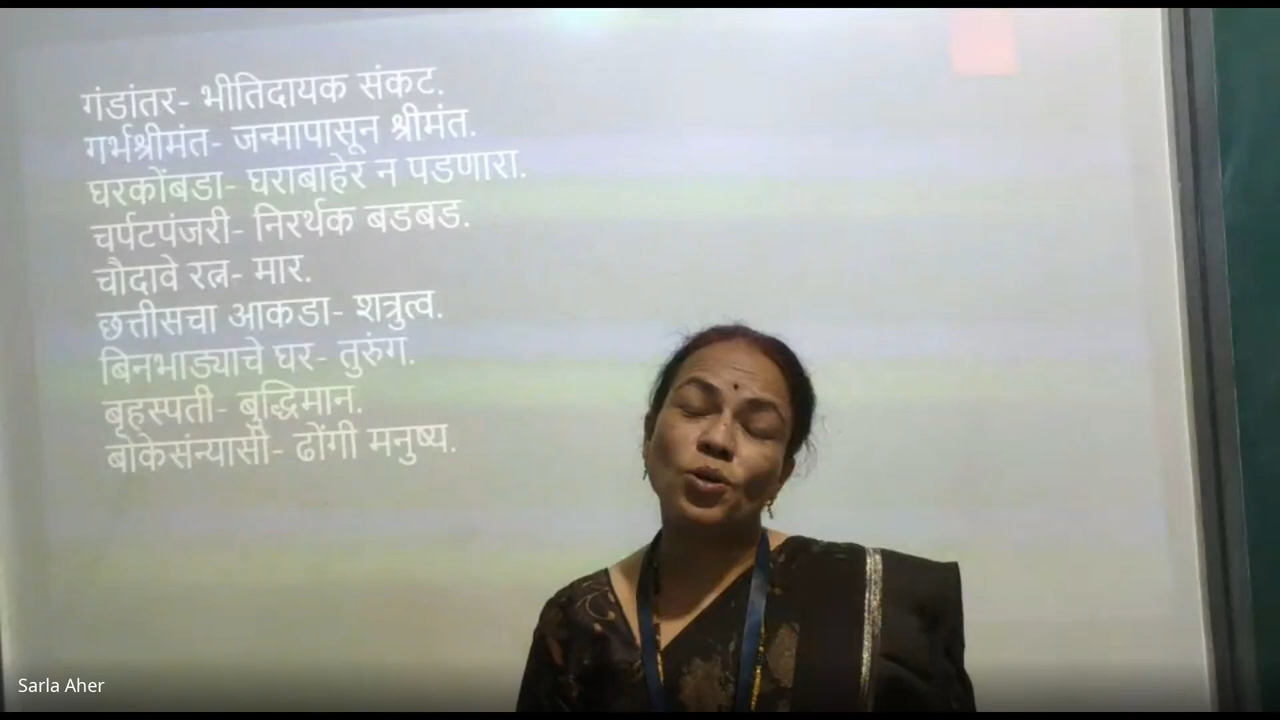 गंडांतर- भीतिदायक संकट.
गर्भश्रीमंत- जन्मापासून श्रीमंत.
घरकोंबडा- घराबाहेर न पडणारा.
चर्पटपंजरी- निरर्थक बडबड.
चौदावे रत्न- मार.
छत्तीसचा आकडा- शत्रुत्व.
बिनभाड्याचे घर- तुरुंग.
बृहस्पती- बुद्धिमान.
बोकेसंन्यासी- ढोंगी मनुष्य.
Sarla Aher